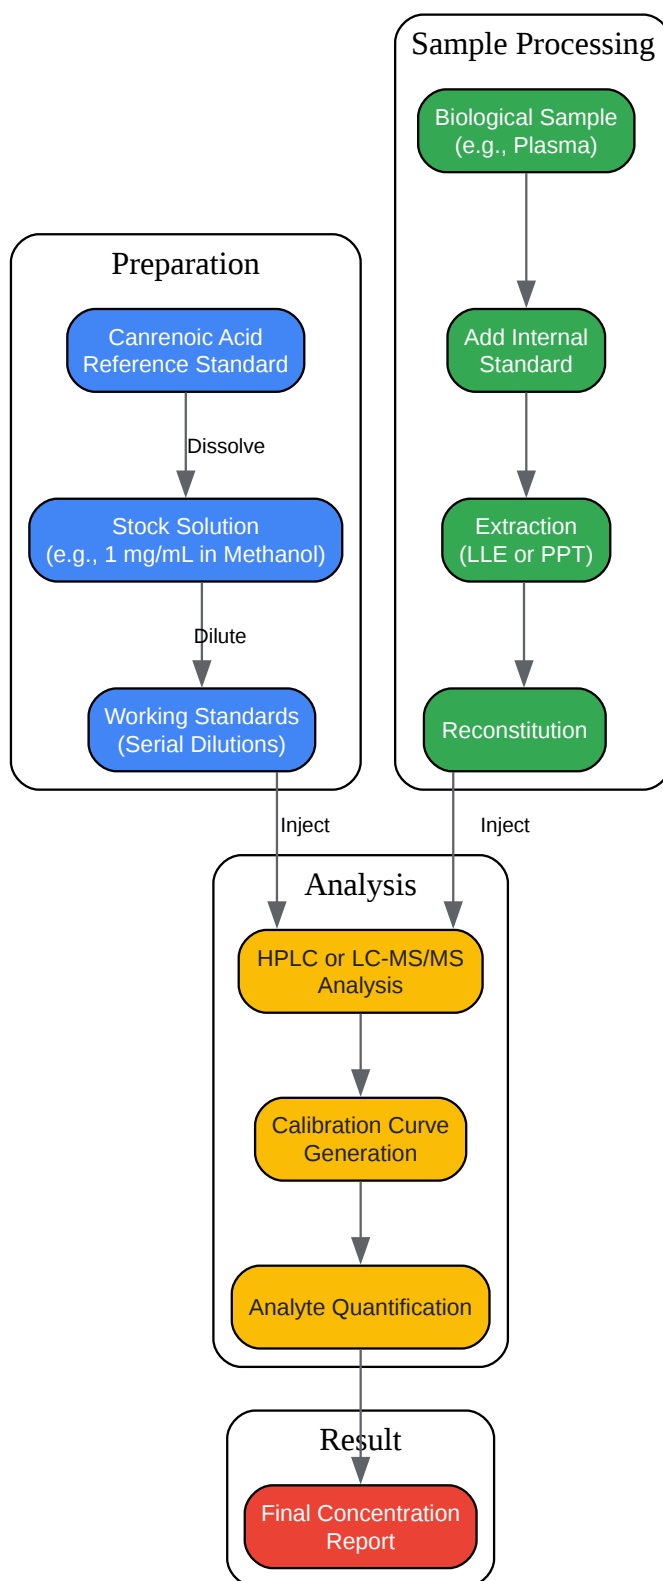 Sample Processing
Biological Sample
(e.g., Plasma)
Preparation
Canrenoic Acid
Reference Standard
Add Internal
Standard
Dissolve
Stock Solution
(e.g., 1 mg/mL in Methanol)
Extraction
(LLE or PPT)
Dilute
Working Standards
(Serial Dilutions)
Reconstitution
Inject
Inject
Analysis
HPLC or LC-MS/MS
Analysis
Calibration Curve
Generation
Analyte Quantification
Result
Final Concentration
Report